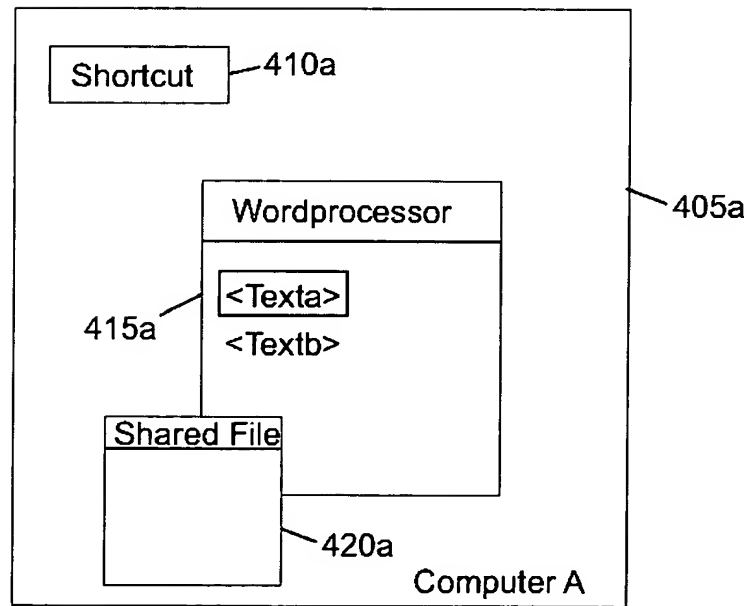 Shortcut
410a
Wordprocessor
405a
<Texta>
415a
<Textb>
Shared File
420a
Computer A